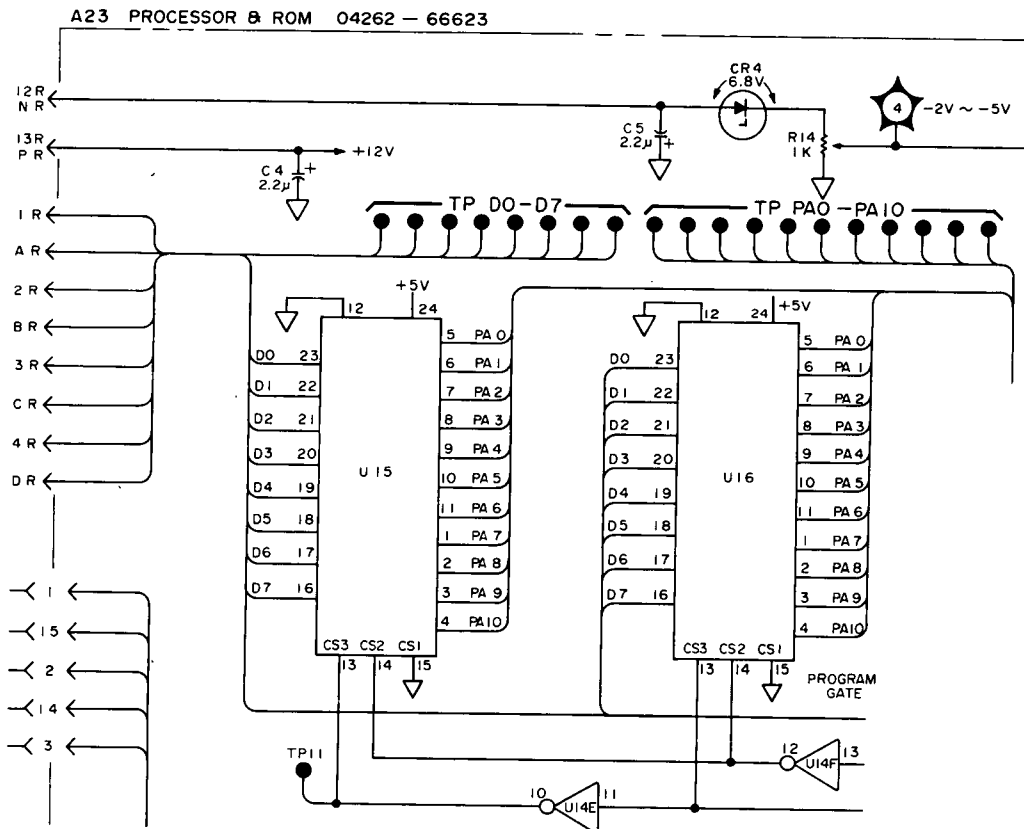 A23 PROCESSOR & ROM 04262 — 66623
12R
NR
CR4
6.8V
4
-2V ~ -5V
C5
2.2μ
+
R14
1K
13R
PR
+12V
C4
2.2μ
+
1R
TP D0-D7
TP PA0-PA10
AR
2R
BR
3R
CR
4R
DR
+5V
12
24
D0 23
D1 22
D2 21
D3 20
D4 19
D5 18
D6 17
D7 16
U15
5 PA0
6 PA1
7 PA2
8 PA3
9 PA4
10 PA5
11 PA6
1 PA7
2 PA8
3 PA9
4 PA10
CS3 CS2 CS1
13 14 15
+5V
12
24
D0 23
D1 22
D2 21
D3 20
D4 19
D5 18
D6 17
D7 16
U16
5 PA0
6 PA1
7 PA2
8 PA3
9 PA4
10 PA5
11 PA6
1 PA7
2 PA8
3 PA9
4 PA10
CS3 CS2 CS1
13 14 15
1
15
2
14
3
PROGRAM
GATE
12 U14F 13
TP11
10 U14E 11